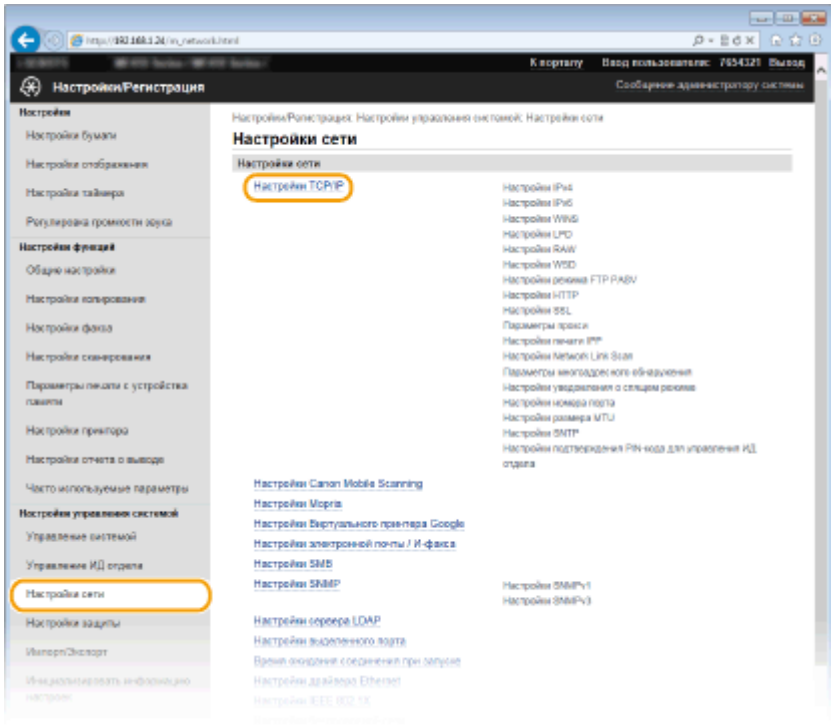 http://192.168.1.24/m_network.html
К порталу Ввод пользователя: 7654321 Выход
Настройки/Регистрация
Сообщение администратору системы
Настройки
Настройки бумаги
Настройки отображения
Настройки таймера
Регулировка громкости звука
Настройки функций
Общие настройки
Настройки копирования
Настройки факса
Настройки сканирования
Параметры печати с устройства
памяти
Настройки принтера
Настройки отчета о выводе
Часто используемые параметры
Настройки управления системой
Управление системой
Управление ИД отдела
Настройки сети
Настройки защиты
Импорт/Экспорт
Инициализировать информацию
настроек
Настройки/Регистрация: Настройки управления системой: Настройки сети
Настройки сети
Настройки сети
Настройки TCP/IP
Настройки IPv4
Настройки IPv6
Настройки WINS
Настройки LPD
Настройки RAW
Настройки WSD
Настройки режима FTP PASV
Настройки HTTP
Настройки SSL
Параметры прокси
Настройки печати IPP
Настройки Network Link Scan
Параметры многоадресного обнаружения
Настройки уведомления о спящем режиме
Настройки номера порта
Настройки размера MTU
Настройки SNTP
Настройки подтверждения PIN-кода для управления ИД
отдела
Настройки Canon Mobile Scanning
Настройки Mopria
Настройки Виртуального принтера Google
Настройки электронной почты / И-факса
Настройки SMB
Настройки SNMP
Настройки SNMPv1
Настройки SNMPv3
Настройки сервера LDAP
Настройки выделенного порта
Время ожидания соединения при запуске
Настройки драйвера Ethernet
Настройки IEEE 802.1X